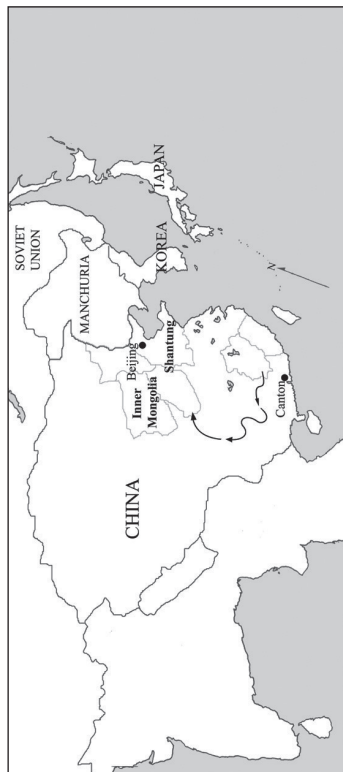 SOVIET
UNION
MANCHURIA
JAPAN
KOREA
Beijing
Inner
Mongolia
Shantung
CHINA
Canton
N